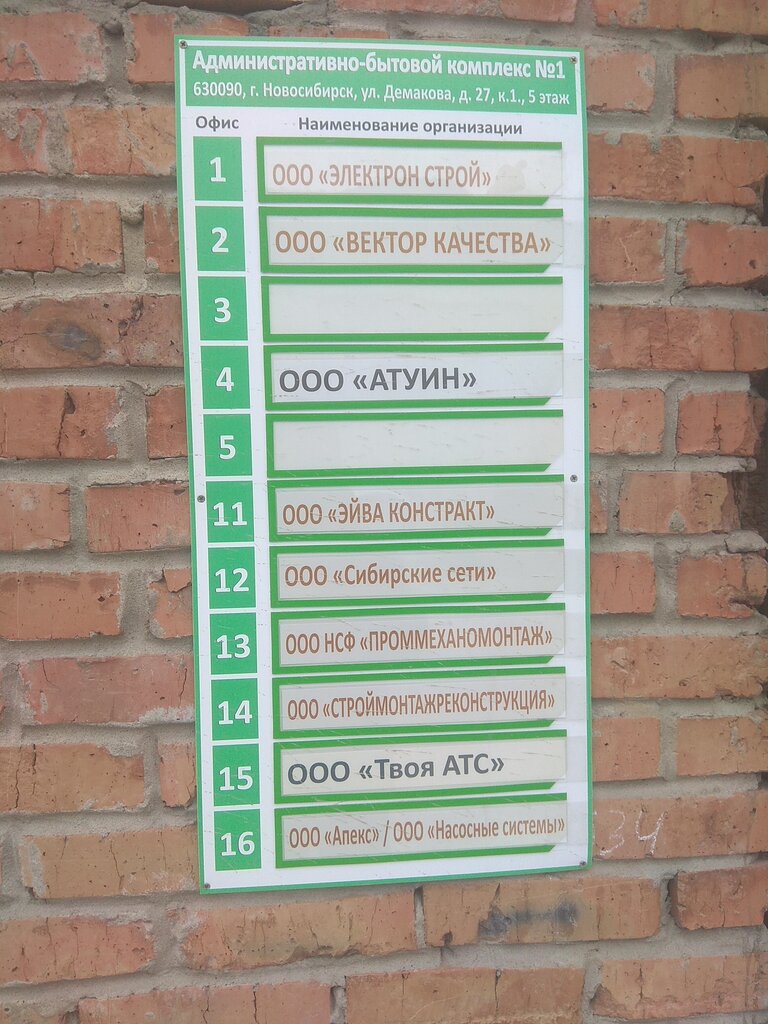 Административно-бытовой комплекс №1
630090, г. Новосибирск, ул. Демакова, д. 27, к.1., 5 этаж
Офис Наименование организации
1 ООО «ЭЛЕКТРОН СТРОЙ»
2 ООО «ВЕКТОР КАЧЕСТВА»
3
4 ООО «АТУИН»
5
11 ООО «ЭЙВА КОНСТРАКТ»
12 ООО «Сибирские сети»
13 ООО НСФ «ПРОММЕХАНОМОНТАЖ»
14 ООО «СТРОЙМОНТАЖРЕКОНСТРУКЦИЯ»
15 ООО «Твоя АТС»
16 ООО «Апекс» / ООО «Насосные системы»
34